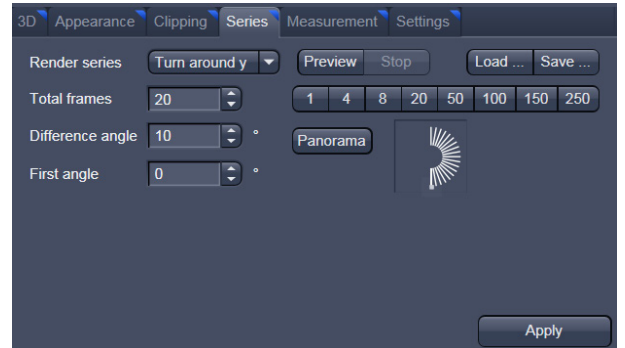 3D Appearance Clipping Series Measurement Settings
Render series Turn around y Preview Stop Load ... Save ...
Total frames 20 1 4 8 20 50 100 150 250
Difference angle 10 ° Panorama
First angle 0 °
Apply